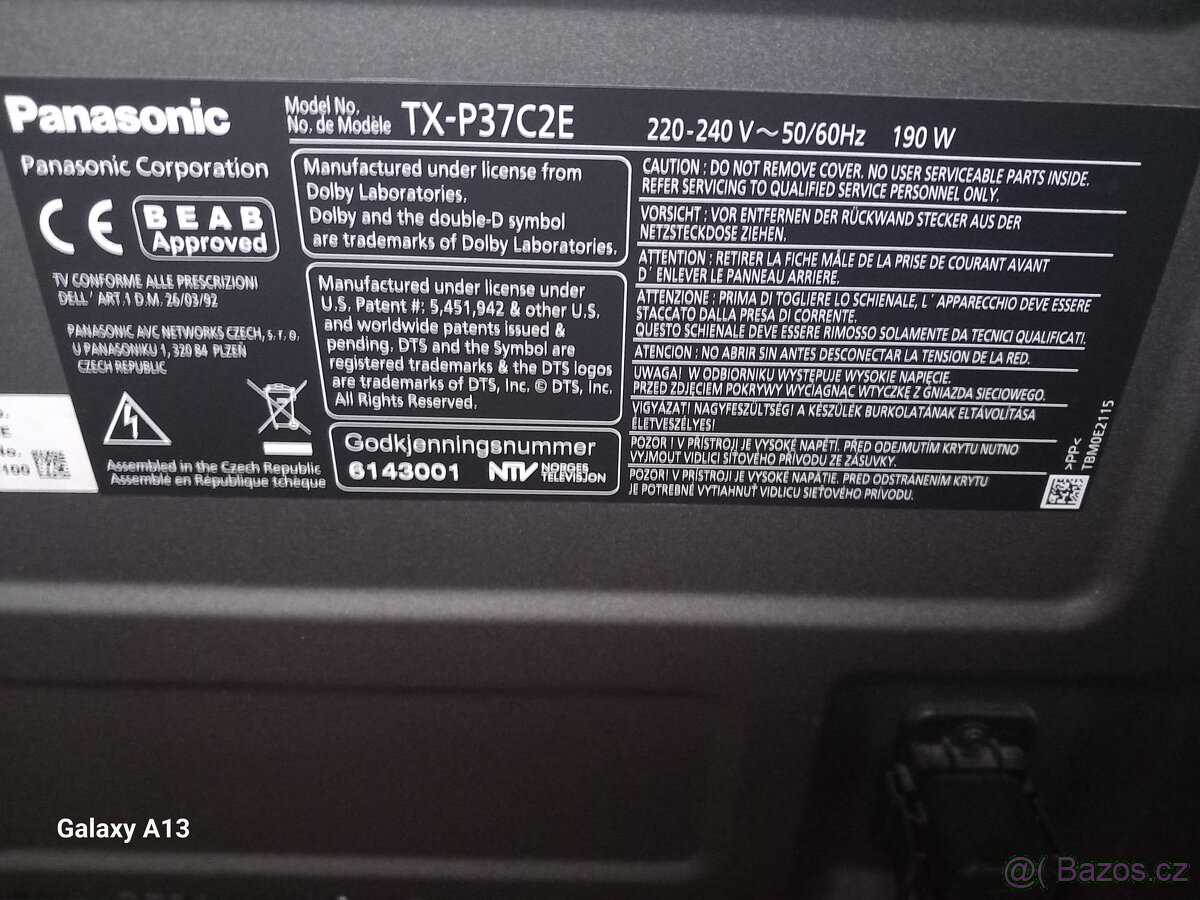 Panasonic
Model No.
No. de Modèle
TX-P37C2E
220-240 V~50/60Hz 190 W
Panasonic Corporation
CE
BEAB
Approved
TV CONFORME ALLE PRESCRIZIONI
DELL' ART.1 D.M. 26/03/92
PANASONIC AVC NETWORKS CZECH, s. r. o.
U PANASONIKU 1, 320 84 PLZEŇ
CZECH REPUBLIC
Assembled in the Czech Republic
Assemblé en République tchèque
Manufactured under license from
Dolby Laboratories.
Dolby and the double-D symbol
are trademarks of Dolby Laboratories.
Manufactured under license under
U.S. Patent #: 5,451,942 & other U.S.
and worldwide patents issued &
pending. DTS and the Symbol are
registered trademarks & the DTS logos
are trademarks of DTS, Inc. © DTS, Inc.
All Rights Reserved.
Godkjenningsnummer
6143001 NTV NORGES
TELEVISJON
CAUTION : DO NOT REMOVE COVER. NO USER SERVICEABLE PARTS INSIDE.
REFER SERVICING TO QUALIFIED SERVICE PERSONNEL ONLY.
VORSICHT : VOR ENTFERNEN DER RÜCKWAND STECKER AUS DER
NETZSTECKDOSE ZIEHEN.
ATTENTION : RETIRER LA FICHE MÂLE DE LA PRISE DE COURANT AVANT
D' ENLEVER LE PANNEAU ARRIERE.
ATTENZIONE : PRIMA DI TOGLIERE LO SCHIENALE, L' APPARECCHIO DEVE ESSERE
STACCATO DALLA PRESA DI CORRENTE.
QUESTO SCHIENALE DEVE ESSERE RIMOSSO SOLAMENTE DA TECNICI QUALIFICATI.
ATENCION : NO ABRIR SIN ANTES DESCONECTAR LA TENSION DE LA RED.
UWAGA! W ODBIORNIKU WYSTĘPUJE WYSOKIE NAPIĘCIE.
PRZED ZDJĘCIEM POKRYWY WYCIĄGNĄĆ WTYCZKĘ Z GNIAZDA SIECIOWEGO.
VIGYÁZAT! NAGYFESZÜLTSÉG! A KÉSZÜLÉK BURKOLATÁNAK ELTÁVOLÍTÁSA
ÉLETVESZÉLYES!
POZOR ! V PŘÍSTROJI JE VYSOKÉ NAPĚTÍ. PŘED ODEJMUTÍM KRYTU NUTNO
VYJMOUT VIDLICI SÍŤOVÉHO PŘÍVODU ZE ZÁSUVKY.
POZOR! V PRÍSTROJI JE VYSOKÉ NAPÄTIE. PRED ODSTRÁNENÍM KRYTU
JE POTREBNÉ VYTIAHNUŤ VIDLICU SIEŤOVÉHO PRÍVODU.
>PP<
TBM0E2115
E
100
Galaxy A13
@( Bazos.cz